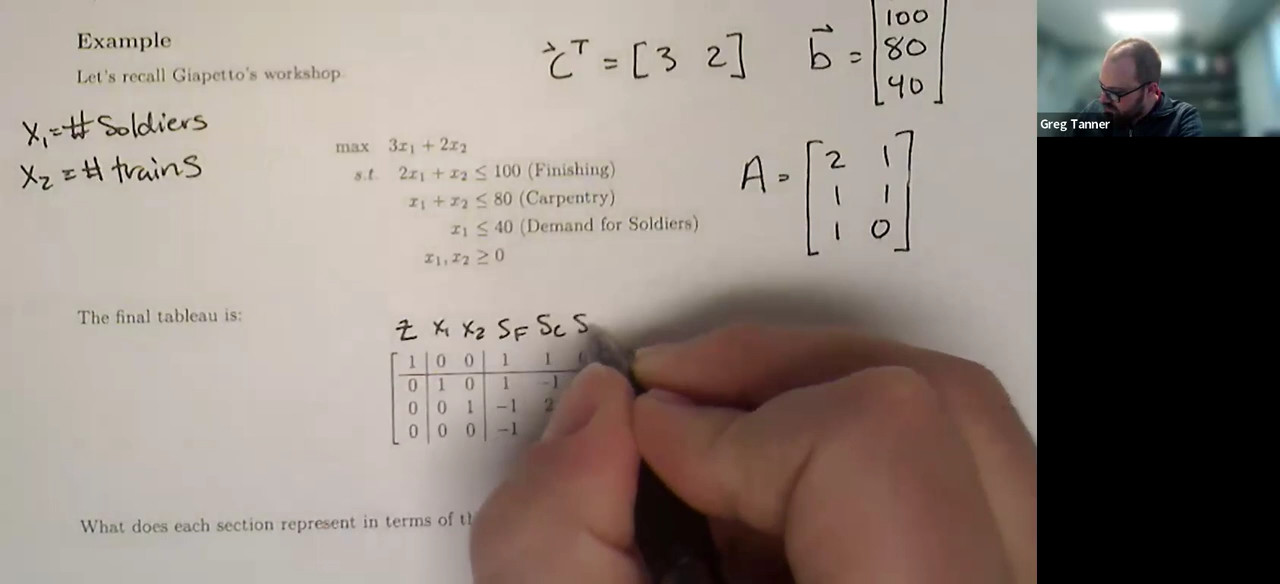 Example
Let's recall Giapetto's workshop
x₁ = # Soldiers
x₂ = # trains
c⃗ᵀ = [3 2]
b⃗ = [100
80
40]
max 3x₁ + 2x₂
s.t. 2x₁ + x₂ ≤ 100 (Finishing)
x₁ + x₂ ≤ 80 (Carpentry)
x₁ ≤ 40 (Demand for Soldiers)
x₁, x₂ ≥ 0
A = [2 1
1 1
1 0]
The final tableau is:
z x₁ x₂ S_F S_C S
1 0 0 1 1
0 1 0 1 −1
0 0 1 −1 2
0 0 0 −1
What does each section represent in terms of
Greg Tanner